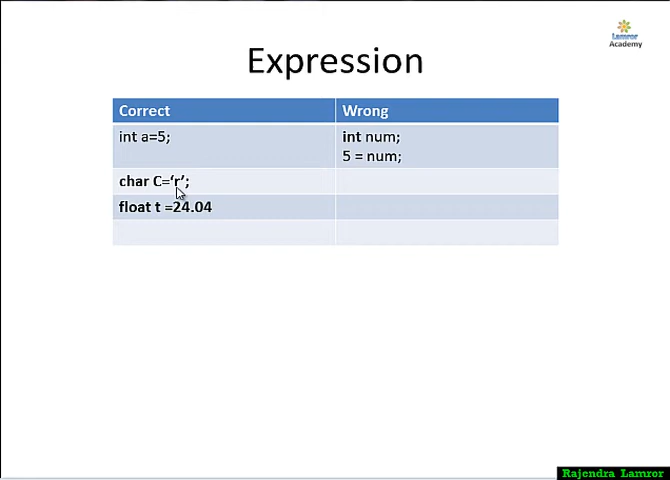 Lamror
Academy
Expression
Correct Wrong
int a=5; int num;
5 = num;
char C=‘r’;
float t =24.04
Rajendra Lamror